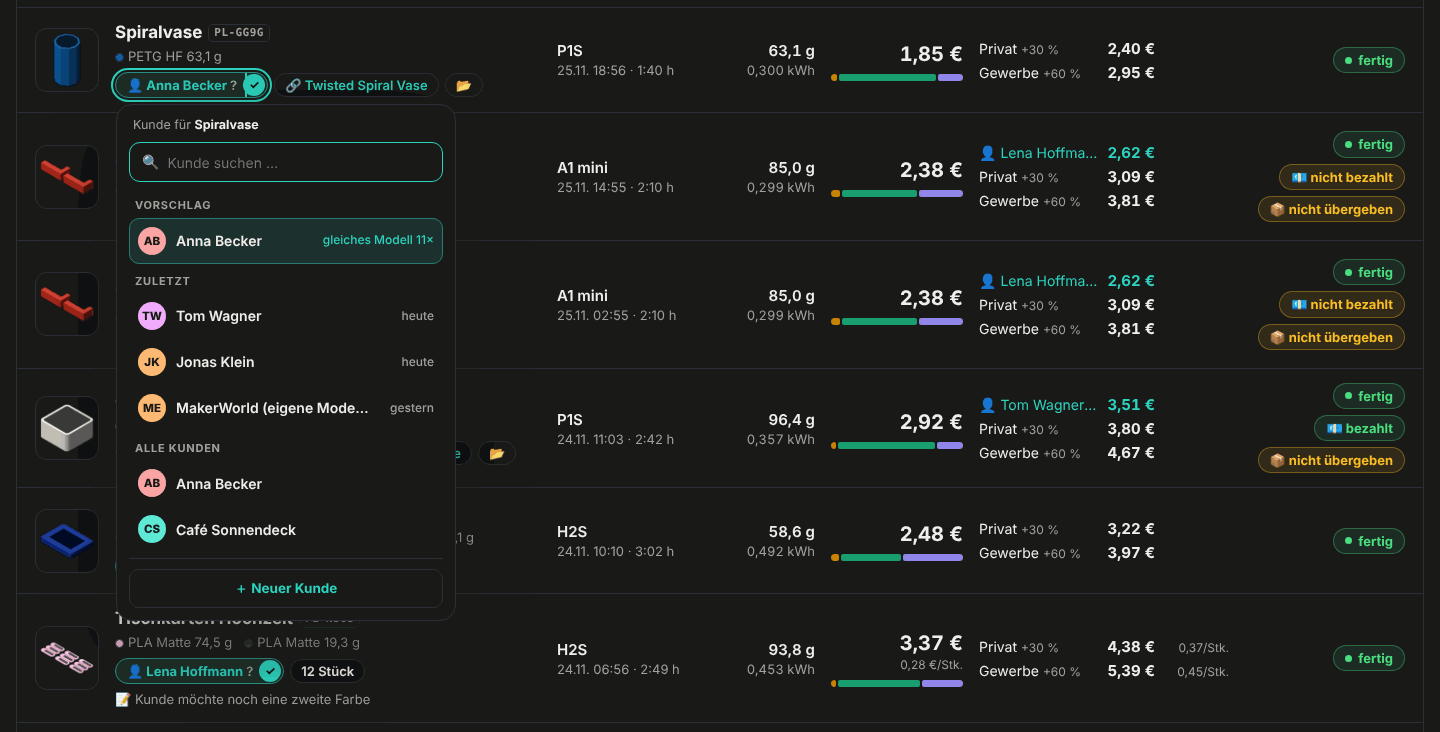 Spiralvase PL-GG9G
PETG HF 63,1 g
Anna Becker ? Twisted Spiral Vase
P1S
25.11. 18:56 · 1:40 h
63,1 g
0,300 kWh
1,85 €
Privat +30 % 2,40 €
Gewerbe +60 % 2,95 €
fertig
Kunde für Spiralvase
Kunde suchen ...
VORSCHLAG
AB Anna Becker gleiches Modell 11×
ZULETZT
TW Tom Wagner heute
JK Jonas Klein heute
ME MakerWorld (eigene Mode... gestern
ALLE KUNDEN
AB Anna Becker
CS Café Sonnendeck
+ Neuer Kunde
A1 mini
25.11. 14:55 · 2:10 h
85,0 g
0,299 kWh
2,38 €
Lena Hoffma... 2,62 €
Privat +30 % 3,09 €
Gewerbe +60 % 3,81 €
fertig
nicht bezahlt
nicht übergeben
A1 mini
25.11. 02:55 · 2:10 h
85,0 g
0,299 kWh
2,38 €
Lena Hoffma... 2,62 €
Privat +30 % 3,09 €
Gewerbe +60 % 3,81 €
fertig
nicht bezahlt
nicht übergeben
P1S
24.11. 11:03 · 2:42 h
96,4 g
0,357 kWh
2,92 €
Tom Wagner... 3,51 €
Privat +30 % 3,80 €
Gewerbe +60 % 4,67 €
fertig
bezahlt
nicht übergeben
H2S
24.11. 10:10 · 3:02 h
58,6 g
0,492 kWh
2,48 €
Privat +30 % 3,22 €
Gewerbe +60 % 3,97 €
fertig
Tischkarten Hochzeit
PLA Matte 74,5 g PLA Matte 19,3 g
Lena Hoffmann ? 12 Stück
Kunde möchte noch eine zweite Farbe
H2S
24.11. 06:56 · 2:49 h
93,8 g
0,453 kWh
3,37 €
0,28 €/Stk.
Privat +30 % 4,38 € 0,37/Stk.
Gewerbe +60 % 5,39 € 0,45/Stk.
fertig